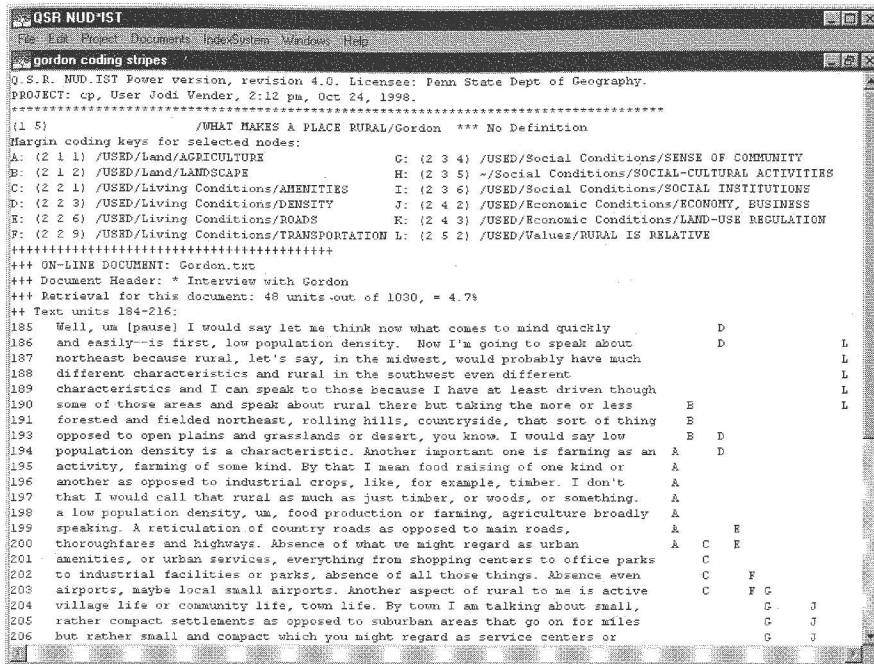 QSR NUD*IST
File Edit Project Documents IndexSystem Windows Help
gordon coding stripes
Q.S.R. NUD.IST Power version, revision 4.0. Licensee: Penn State Dept of Geography.
PROJECT: cp, User Jodi Vender, 2:12 pm, Oct 24, 1998.
(1 5) /WHAT MAKES A PLACE RURAL/Gordon *** No Definition
Margin coding keys for selected nodes:
A: (2 1 1) /USED/Land/AGRICULTURE G: (2 3 4) /USED/Social Conditions/SENSE OF COMMUNITY
B: (2 1 2) /USED/Land/LANDSCAPE H: (2 3 5) ~/Social Conditions/SOCIAL-CULTURAL ACTIVITIES
C: (2 2 1) /USED/Living Conditions/AMENITIES I: (2 3 6) /USED/Social Conditions/SOCIAL INSTITUTIONS
D: (2 2 3) /USED/Living Conditions/DENSITY J: (2 4 2) /USED/Economic Conditions/ECONOMY, BUSINESS
E: (2 2 6) /USED/Living Conditions/ROADS K: (2 4 3) /USED/Economic Conditions/LAND-USE REGULATION
F: (2 2 9) /USED/Living Conditions/TRANSPORTATION L: (2 5 2) /USED/Values/RURAL IS RELATIVE
+++++++++++++++++++++++++++++++++++++++++
+++ ON-LINE DOCUMENT: Gordon.txt
+++ Document Header: * Interview with Gordon
+++ Retrieval for this document: 48 units out of 1030, = 4.7%
++ Text units 184-216:
185 Well, um [pause] I would say let me think now what comes to mind quickly D
186 and easily--is first, low population density. Now I'm going to speak about D L
187 northeast because rural, let's say, in the midwest, would probably have much L
188 different characteristics and rural in the southwest even different L
189 characteristics and I can speak to those because I have at least driven though L
190 some of those areas and speak about rural there but taking the more or less B L
191 forested and fielded northeast, rolling hills, countryside, that sort of thing B
193 opposed to open plains and grasslands or desert, you know. I would say low B D
194 population density is a characteristic. Another important one is farming as an A D
195 activity, farming of some kind. By that I mean food raising of one kind or A
196 another as opposed to industrial crops, like, for example, timber. I don't A
197 that I would call that rural as much as just timber, or woods, or something. A
198 a low population density, um, food production or farming, agriculture broadly A
199 speaking. A reticulation of country roads as opposed to main roads, A E
200 thoroughfares and highways. Absence of what we might regard as urban A C E
201 amenities, or urban services, everything from shopping centers to office parks C
202 to industrial facilities or parks, absence of all those things. Absence even C F
203 airports, maybe local small airports. Another aspect of rural to me is active C F G
204 village life or community life, town life. By town I am talking about small, G J
205 rather compact settlements as opposed to suburban areas that go on for miles G J
206 but rather small and compact which you might regard as service centers or G J